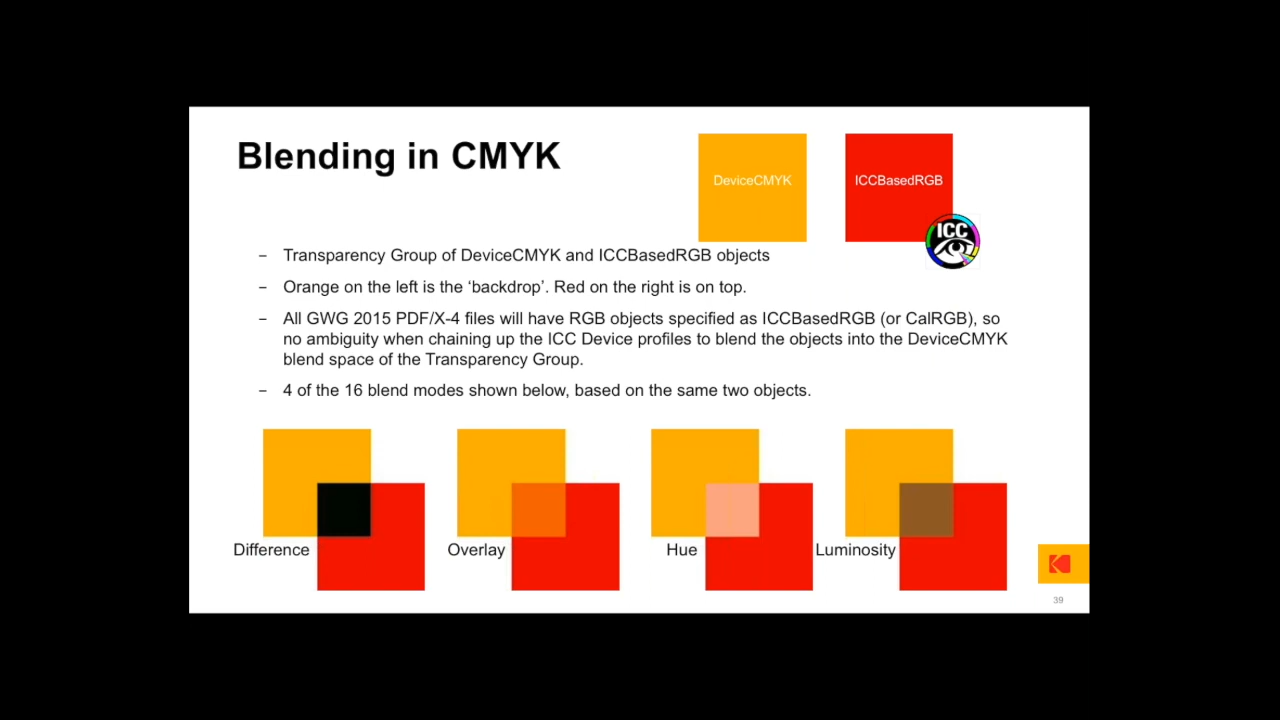 Blending in CMYK
DeviceCMYK
ICCBasedRGB
ICC
– Transparency Group of DeviceCMYK and ICCBasedRGB objects
– Orange on the left is the ‘backdrop’. Red on the right is on top.
– All GWG 2015 PDF/X-4 files will have RGB objects specified as ICCBasedRGB (or CalRGB), so
no ambiguity when chaining up the ICC Device profiles to blend the objects into the DeviceCMYK
blend space of the Transparency Group.
– 4 of the 16 blend modes shown below, based on the same two objects.
Difference
Overlay
Hue
Luminosity
39